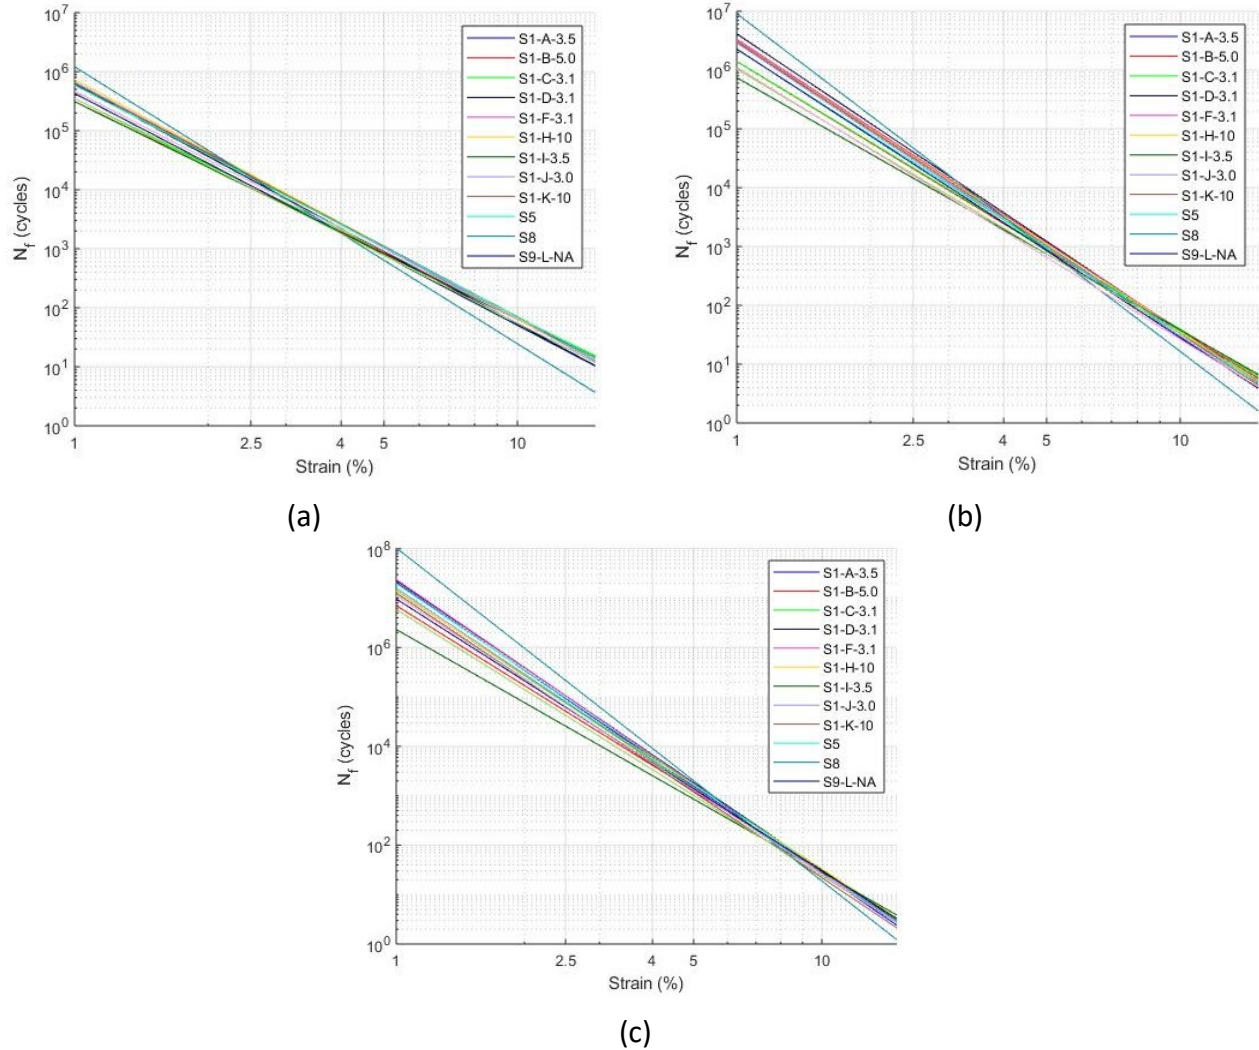 10^7
10^6
10^5
10^4
10^3
10^2
10^1
10^0
N_f (cycles)
1
2.5
4
5
10
Strain (%)
S1-A-3.5
S1-B-5.0
S1-C-3.1
S1-D-3.1
S1-F-3.1
S1-H-10
S1-I-3.5
S1-J-3.0
S1-K-10
S5
S8
S9-L-NA
(a)
10^7
10^6
10^5
10^4
10^3
10^2
10^1
10^0
N_f (cycles)
1
2.5
4
5
10
Strain (%)
S1-A-3.5
S1-B-5.0
S1-C-3.1
S1-D-3.1
S1-F-3.1
S1-H-10
S1-I-3.5
S1-J-3.0
S1-K-10
S5
S8
S9-L-NA
(b)
10^8
10^6
10^4
10^2
10^0
N_f (cycles)
1
2.5
4
5
10
Strain (%)
S1-A-3.5
S1-B-5.0
S1-C-3.1
S1-D-3.1
S1-F-3.1
S1-H-10
S1-I-3.5
S1-J-3.0
S1-K-10
S5
S8
S9-L-NA
(c)